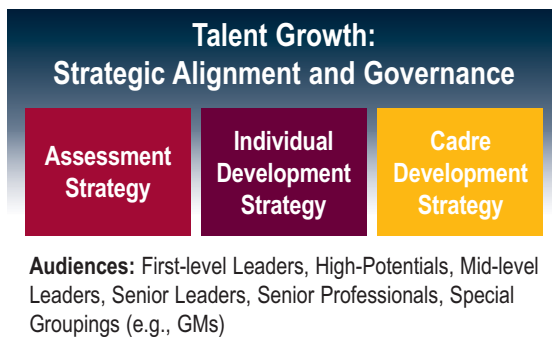 Talent Growth:
Strategic Alignment and Governance
Assessment
Strategy
Individual
Development
Strategy
Cadre
Development
Strategy
Audiences: First-level Leaders, High-Potentials, Mid-level
Leaders, Senior Leaders, Senior Professionals, Special
Groupings (e.g., GMs)